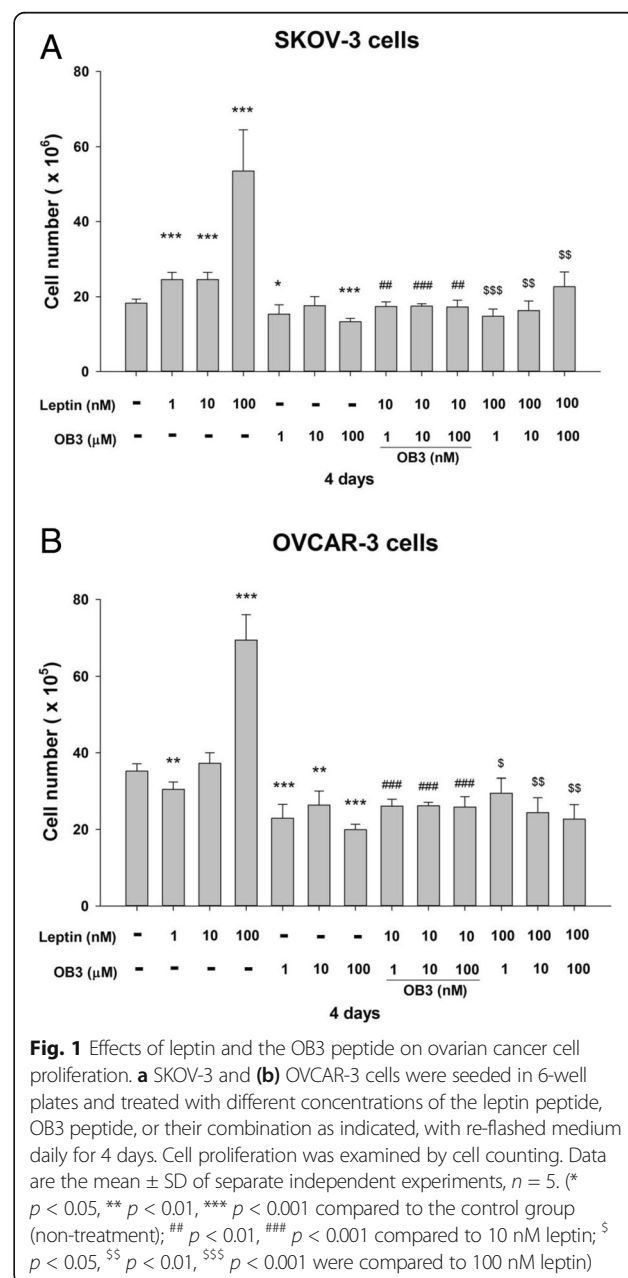 A
SKOV-3 cells
Cell number ( x 10⁶)
80
60
40
20
0
*** *** *** * *** ## ### ## $$$ $$ $$
Leptin (nM) - 1 10 100 - - - 10 10 10 100 100 100
OB3 (μM) - - - - 1 10 100 1 10 100 1 10 100
OB3 (nM)
4 days
B
OVCAR-3 cells
Cell number ( x 10⁵)
80
60
40
20
0
** *** *** ** *** ### ### ### $ $$ $$
Leptin (nM) - 1 10 100 - - - 10 10 10 100 100 100
OB3 (μM) - - - - 1 10 100 1 10 100 1 10 100
OB3 (nM)
4 days
Fig. 1 Effects of leptin and the OB3 peptide on ovarian cancer cell
proliferation. a SKOV-3 and (b) OVCAR-3 cells were seeded in 6-well
plates and treated with different concentrations of the leptin peptide,
OB3 peptide, or their combination as indicated, with re-flashed medium
daily for 4 days. Cell proliferation was examined by cell counting. Data
are the mean ± SD of separate independent experiments, n = 5. (*
p < 0.05, ** p < 0.01, *** p < 0.001 compared to the control group
(non-treatment); ## p < 0.01, ### p < 0.001 compared to 10 nM leptin; $
p < 0.05, $$ p < 0.01, $$$ p < 0.001 were compared to 100 nM leptin)